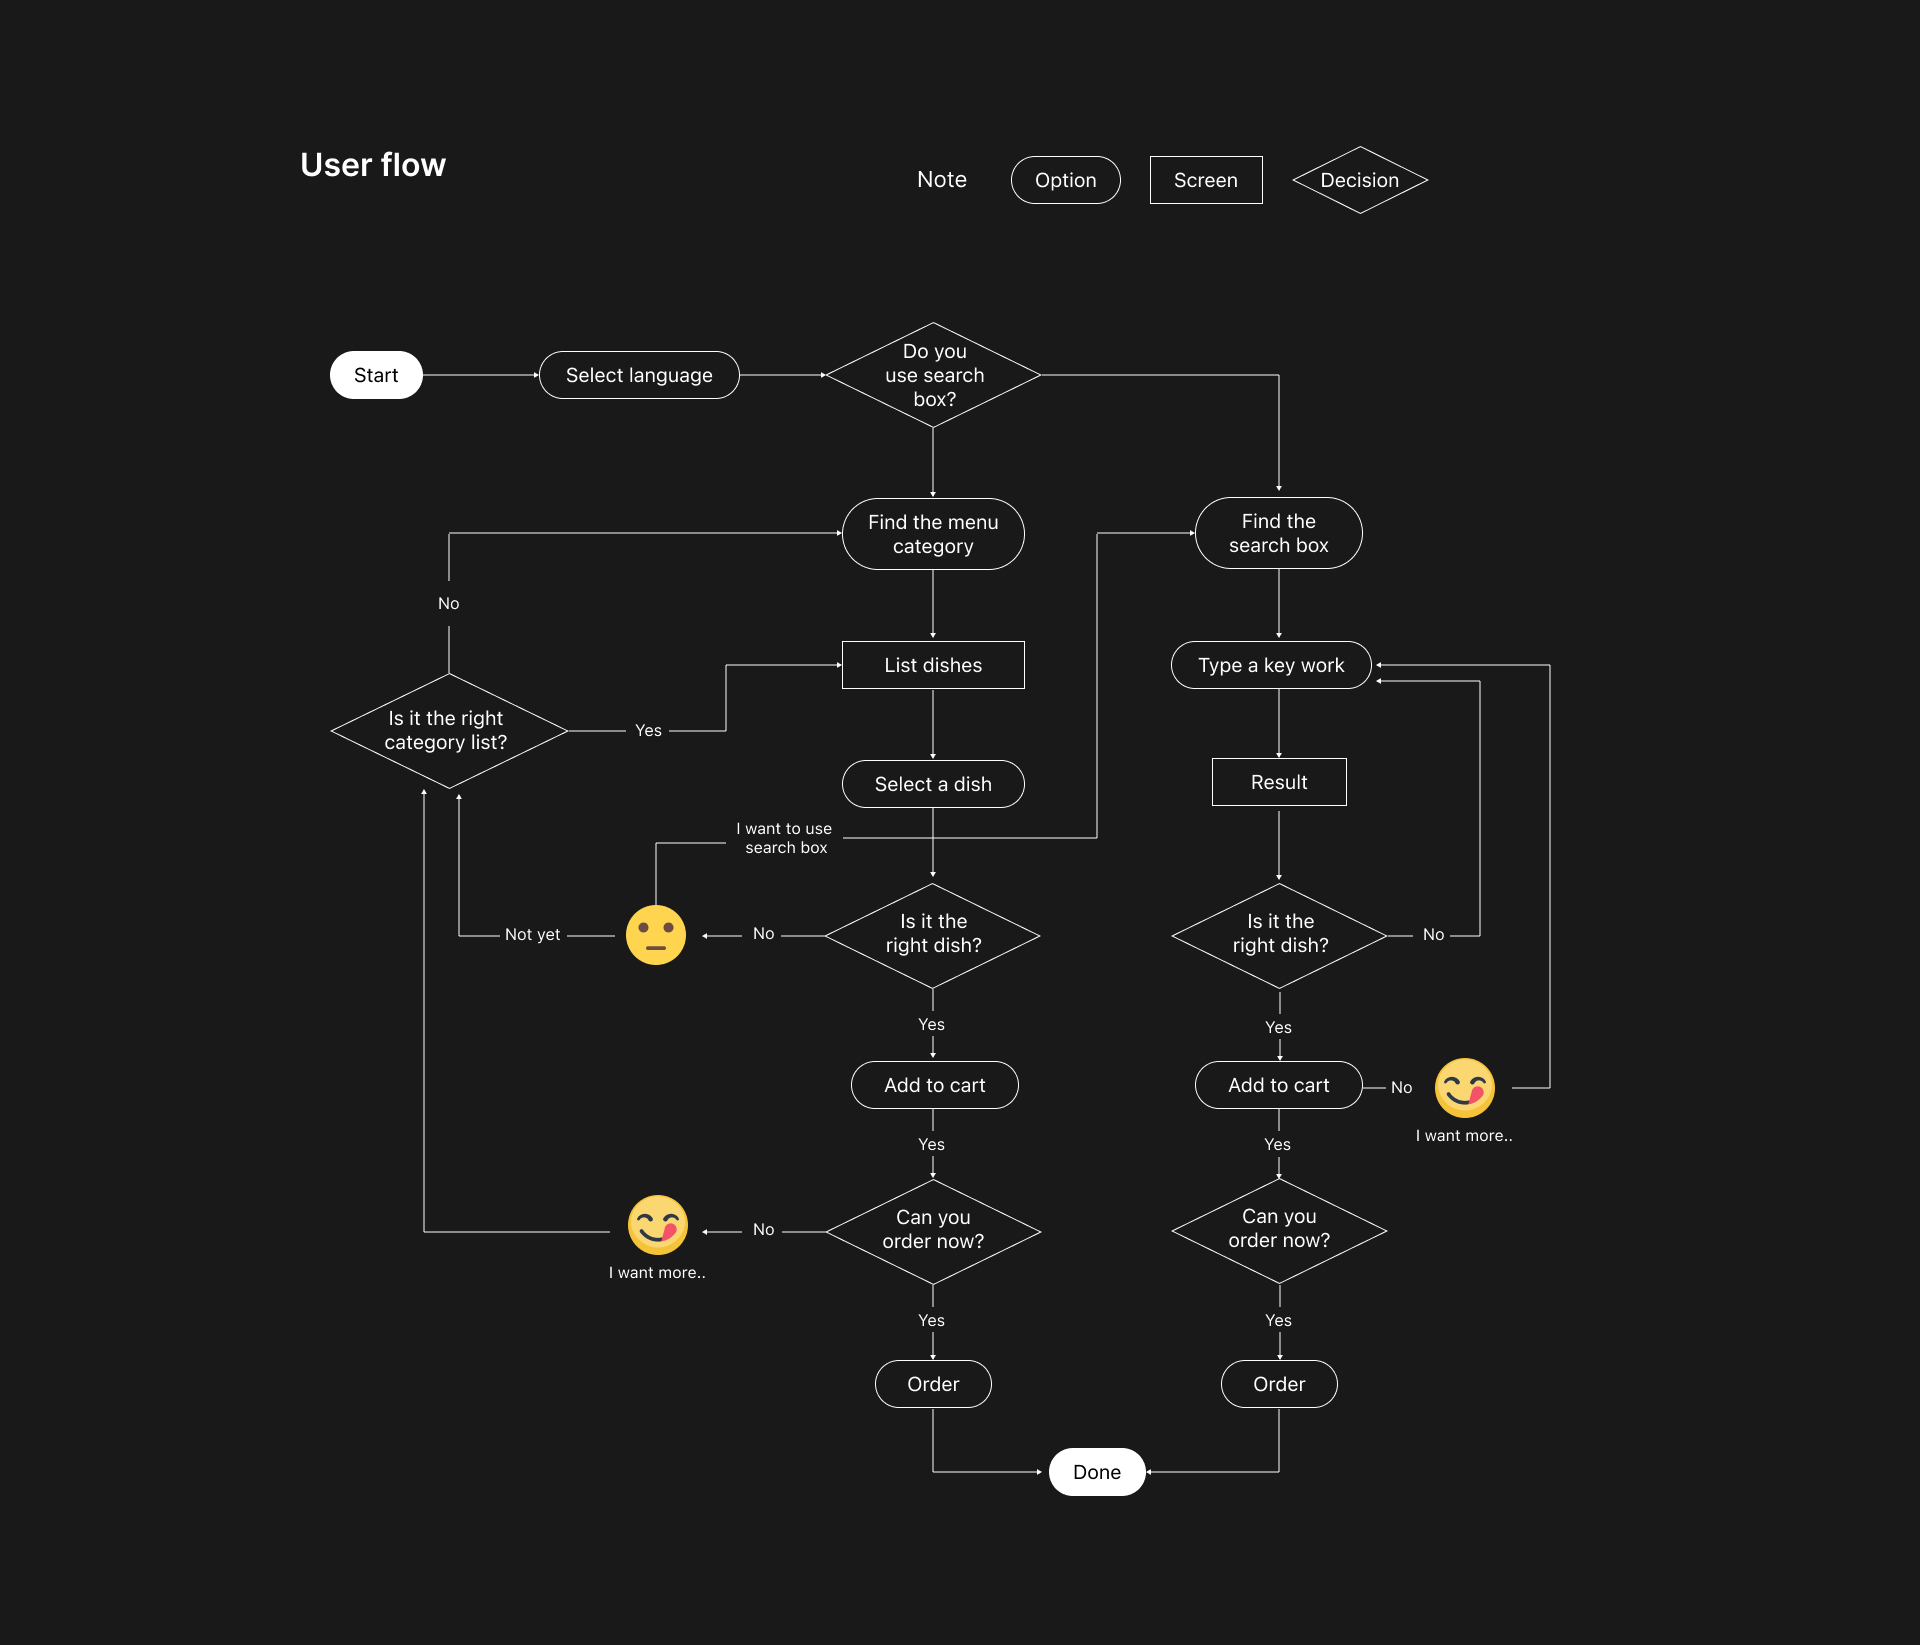 User flow
Note
Option
Screen
Decision
Start
Select language
Do you
use search
box?
Find the menu
category
Find the
search box
No
List dishes
Type a key work
Is it the right
category list?
Yes
Select a dish
Result
I want to use
search box
Not yet
No
Is it the
right dish?
Is it the
right dish?
No
Yes
Yes
Add to cart
Add to cart
No
I want more..
Yes
Yes
Can you
order now?
Can you
order now?
No
I want more..
Yes
Yes
Order
Order
Done